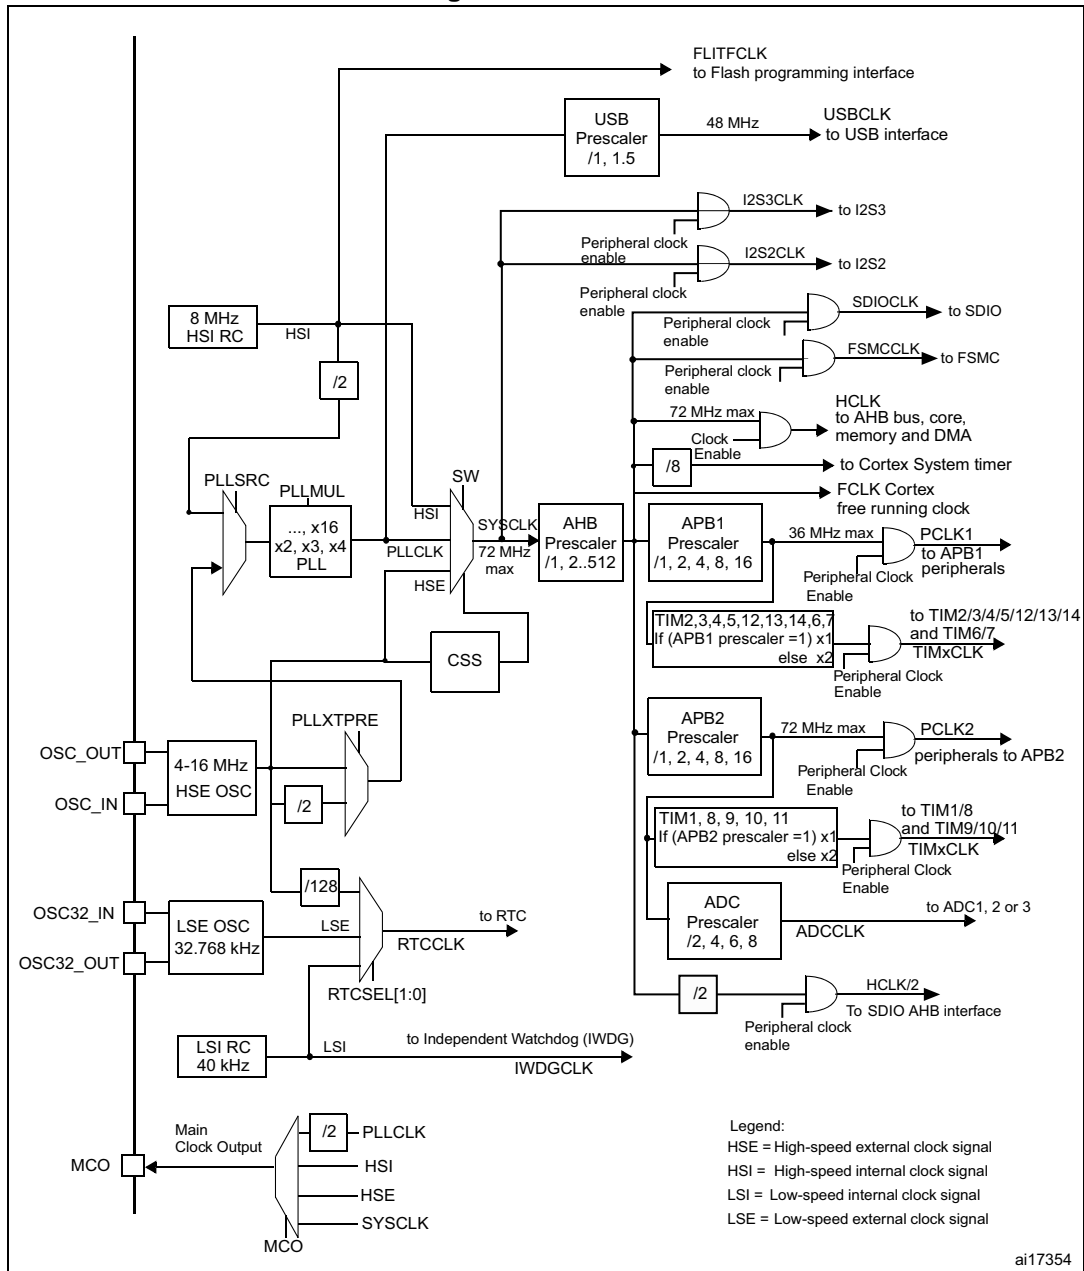 FLITFCLK
to Flash programming interface
USB
Prescaler
/1, 1.5
48 MHz
USBCLK
to USB interface
I2S3CLK
to I2S3
Peripheral clock
enable
I2S2CLK
to I2S2
Peripheral clock
enable
8 MHz
HSI RC
HSI
SDIOCLK
to SDIO
Peripheral clock
enable
FSMCCLK
to FSMC
Peripheral clock
enable
/2
HCLK
to AHB bus, core,
memory and DMA
72 MHz max
Clock
Enable
/8
to Cortex System timer
FCLK Cortex
free running clock
PLLSRC
PLLMUL
..., x16
x2, x3, x4
PLL
SW
HSI
PLLCLK
HSE
SYSCLK
72 MHz
max
AHB
Prescaler
/1, 2..512
APB1
Prescaler
/1, 2, 4, 8, 16
36 MHz max
PCLK1
to APB1
peripherals
Peripheral Clock
Enable
TIM2,3,4,5,12,13,14,6,7
If (APB1 prescaler =1) x1
else x2
to TIM2/3/4/5/12/13/14
and TIM6/7
TIMxCLK
Peripheral Clock
Enable
CSS
PLLXTPRE
OSC_OUT
OSC_IN
4-16 MHz
HSE OSC
/2
APB2
Prescaler
/1, 2, 4, 8, 16
72 MHz max
PCLK2
peripherals to APB2
Peripheral Clock
Enable
TIM1, 8, 9, 10, 11
If (APB2 prescaler =1) x1
else x2
to TIM1/8
and TIM9/10/11
TIMxCLK
Peripheral Clock
Enable
/128
OSC32_IN
OSC32_OUT
LSE OSC
32.768 kHz
LSE
to RTC
RTCCLK
RTCSEL[1:0]
ADC
Prescaler
/2, 4, 6, 8
to ADC1, 2 or 3
ADCCLK
/2
HCLK/2
To SDIO AHB interface
Peripheral clock
enable
LSI RC
40 kHz
LSI
to Independent Watchdog (IWDG)
IWDGCLK
Main
Clock Output
MCO
/2
PLLCLK
HSI
HSE
SYSCLK
MCO
Legend:
HSE = High-speed external clock signal
HSI = High-speed internal clock signal
LSI = Low-speed internal clock signal
LSE = Low-speed external clock signal
ai17354